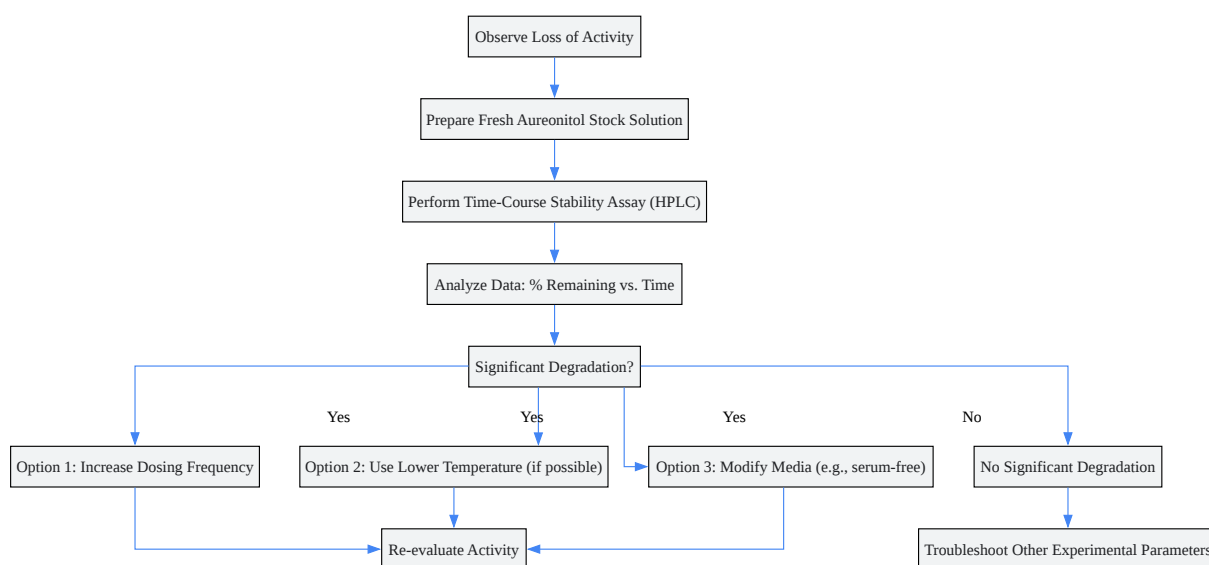 Observe Loss of Activity
Prepare Fresh Aureonitol Stock Solution
Perform Time-Course Stability Assay (HPLC)
Analyze Data: % Remaining vs. Time
Significant Degradation?
Yes
Yes
Yes
No
Option 1: Increase Dosing Frequency
Option 2: Use Lower Temperature (if possible)
Option 3: Modify Media (e.g., serum-free)
No Significant Degradation
Re-evaluate Activity
Troubleshoot Other Experimental Parameters